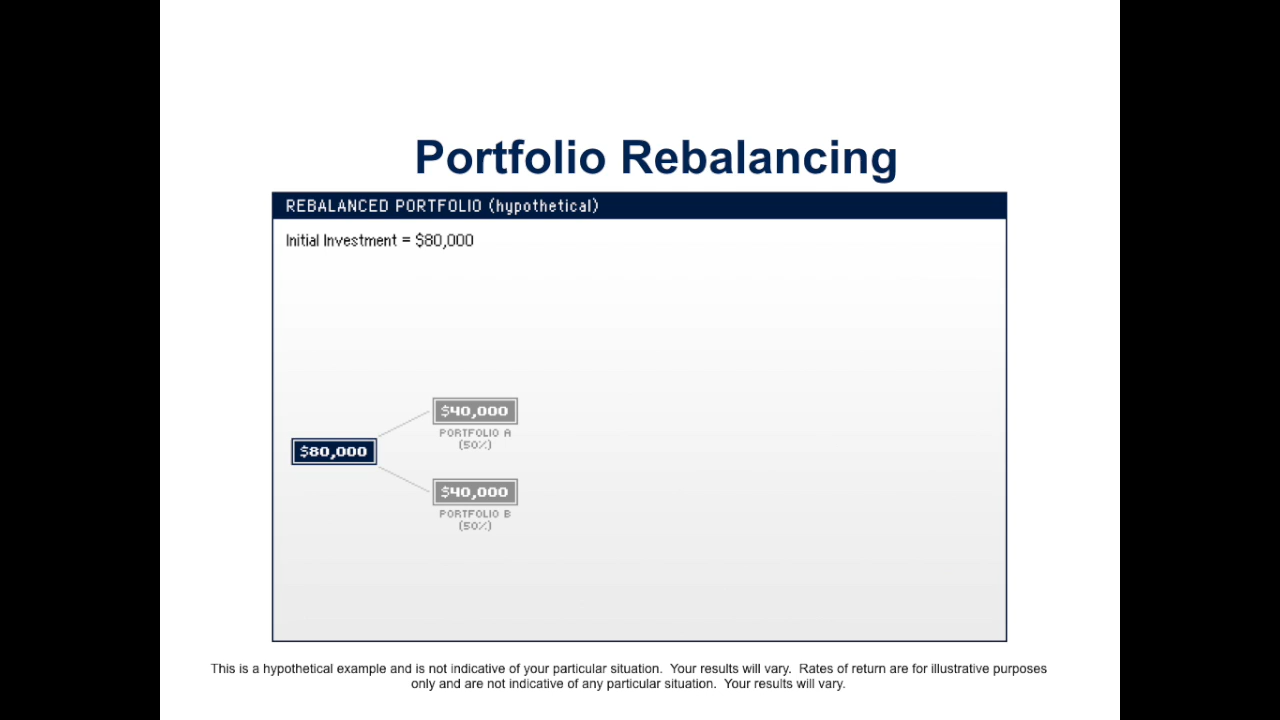 Portfolio Rebalancing
REBALANCED PORTFOLIO (hypothetical)
Initial Investment = $80,000
$40,000
PORTFOLIO A
(50%)
$80,000
$40,000
PORTFOLIO B
(50%)
This is a hypothetical example and is not indicative of your particular situation.  Your results will vary.  Rates of return are for illustrative purposes
only and are not indicative of any particular situation.  Your results will vary.